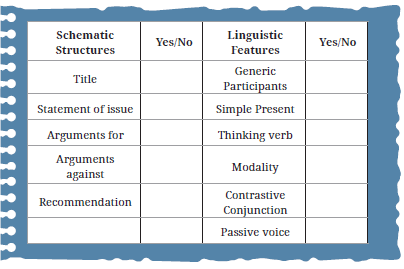 Schematic Structures Yes/No Linguistic Features Yes/No
Title Generic Participants
Statement of issue Simple Present
Arguments for Thinking verb
Arguments against Modality
Recommendation Contrastive Conjunction
Passive voice